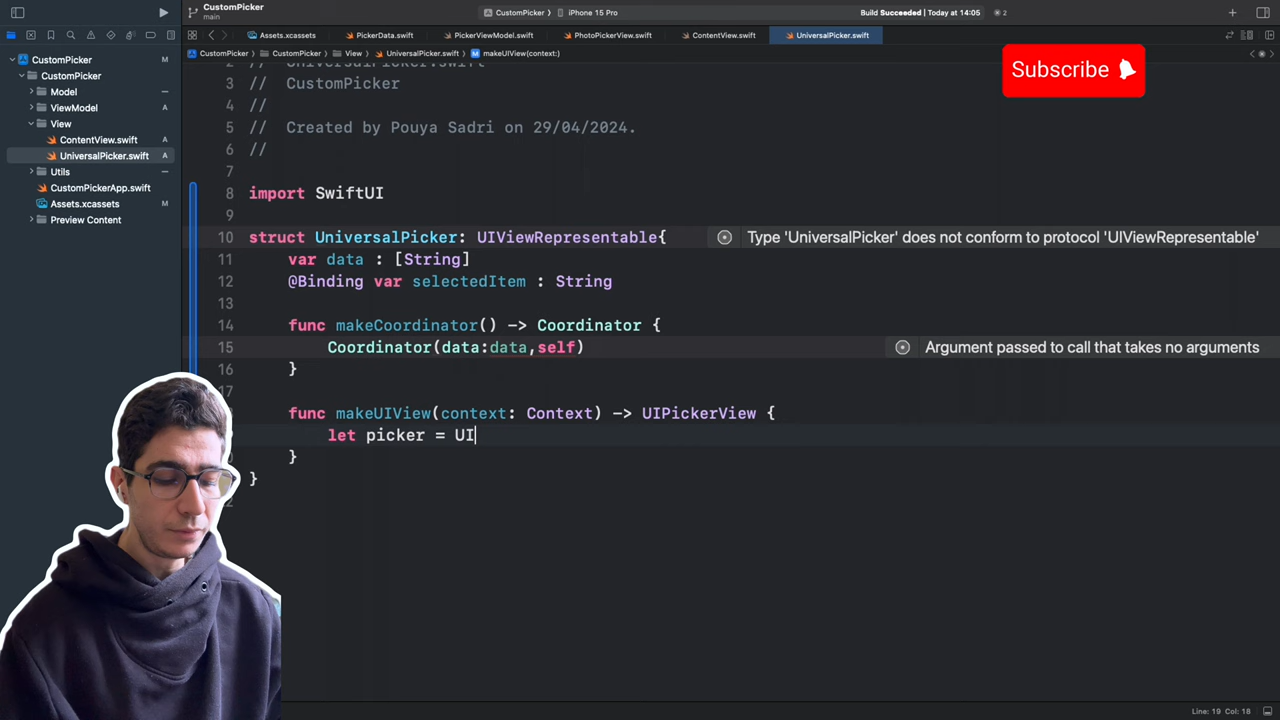 CustomPicker
main
CustomPicker
iPhone 15 Pro
Build Succeeded | Today at 14:05
2
Assets.xcassets
PickerData.swift
PickerViewModel.swift
PhotoPickerView.swift
ContentView.swift
UniversalPicker.swift
CustomPicker
CustomPicker
View
UniversalPicker.swift
makeUIView(context:)
CustomPicker M
CustomPicker
Model
ViewModel A
View
ContentView.swift A
UniversalPicker.swift A
Utils
CustomPickerApp.swift
Assets.xcassets M
Preview Content
Subscribe
2 // UniversalPicker.swift
3 // CustomPicker
4 //
5 // Created by Pouya Sadri on 29/04/2024.
6 //
7
8 import SwiftUI
9
10 struct UniversalPicker: UIViewRepresentable{ Type 'UniversalPicker' does not conform to protocol 'UIViewRepresentable'
11 var data : [String]
12 @Binding var selectedItem : String
13
14 func makeCoordinator() -> Coordinator {
15 Coordinator(data:data,self) Argument passed to call that takes no arguments
16 }
17
func makeUIView(context: Context) -> UIPickerView {
let picker = UI
}
}
Line: 19 Col: 18